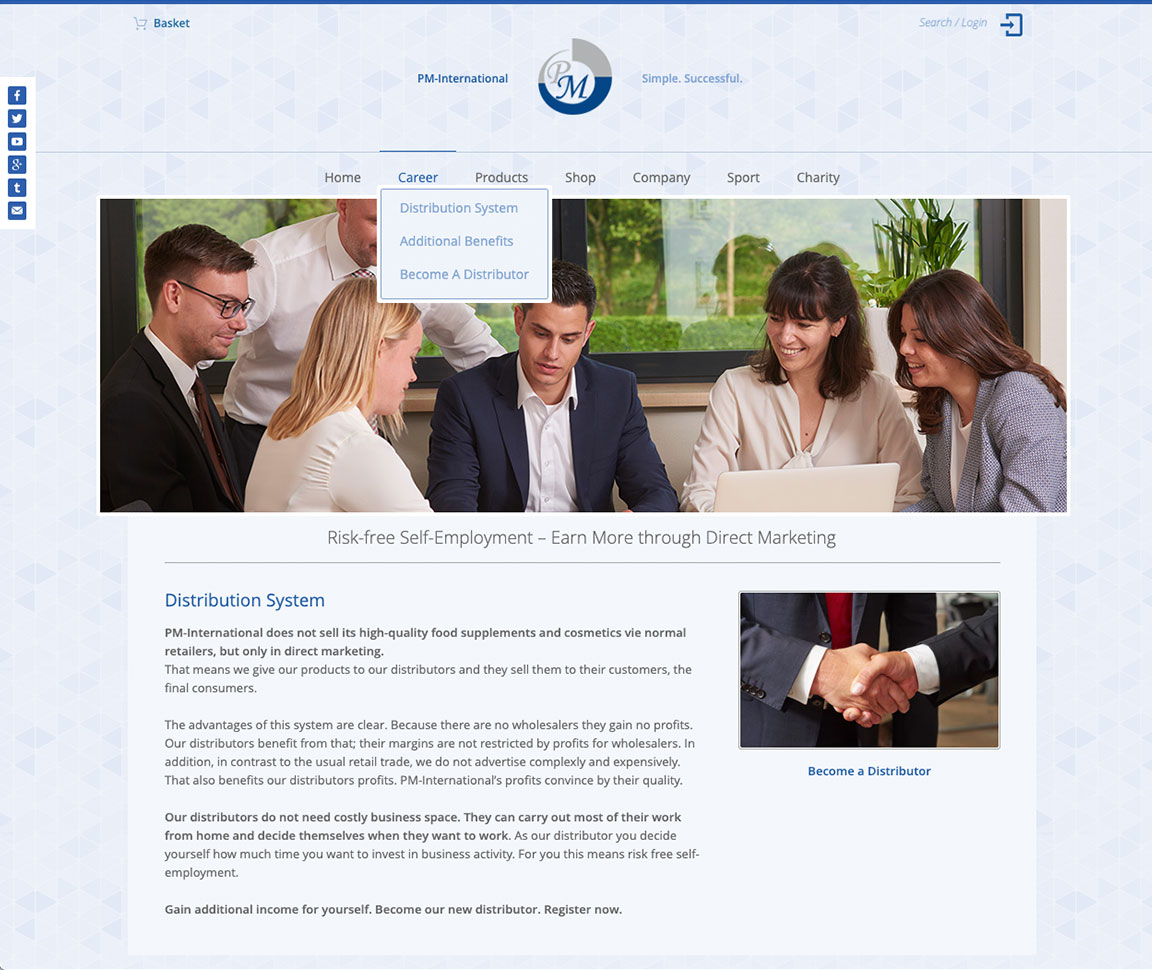 Basket
Search / Login
PM-International
PM
Simple. Successful.
Home
Career
Products
Shop
Company
Sport
Charity
Distribution System
Additional Benefits
Become A Distributor
Risk-free Self-Employment – Earn More through Direct Marketing
Distribution System
PM-International does not sell its high-quality food supplements and cosmetics vie normal
retailers, but only in direct marketing.
That means we give our products to our distributors and they sell them to their customers, the
final consumers.
The advantages of this system are clear. Because there are no wholesalers they gain no profits.
Our distributors benefit from that; their margins are not restricted by profits for wholesalers. In
addition, in contrast to the usual retail trade, we do not advertise complexly and expensively.
That also benefits our distributors profits. PM-International’s profits convince by their quality.
Our distributors do not need costly business space. They can carry out most of their work
from home and decide themselves when they want to work. As our distributor you decide
yourself how much time you want to invest in business activity. For you this means risk free self-
employment.
Gain additional income for yourself. Become our new distributor. Register now.
Become a Distributor